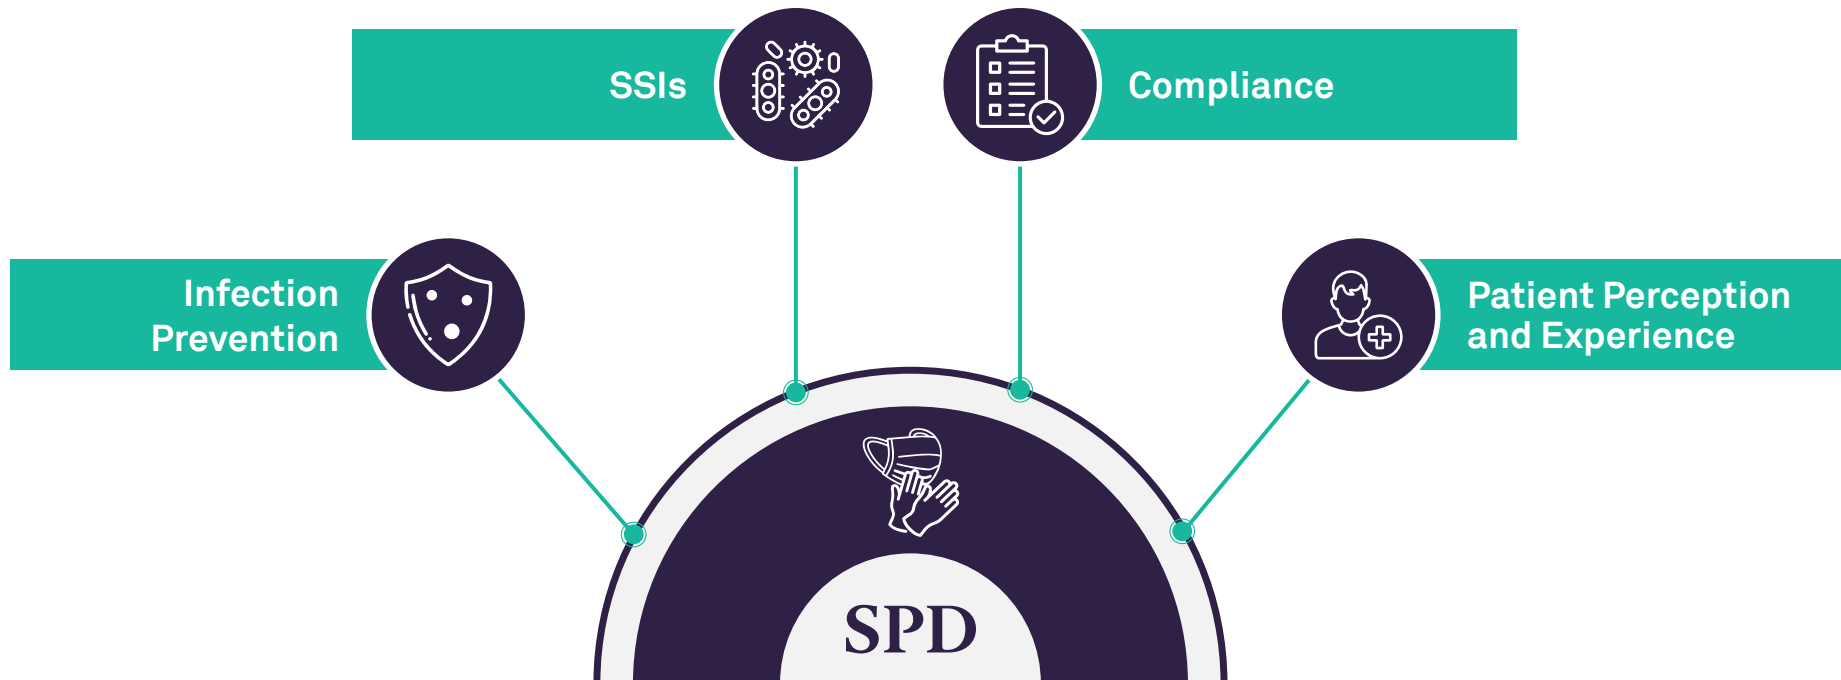 SSIs
Compliance
Infection
Prevention
Patient Perception
and Experience
SPD